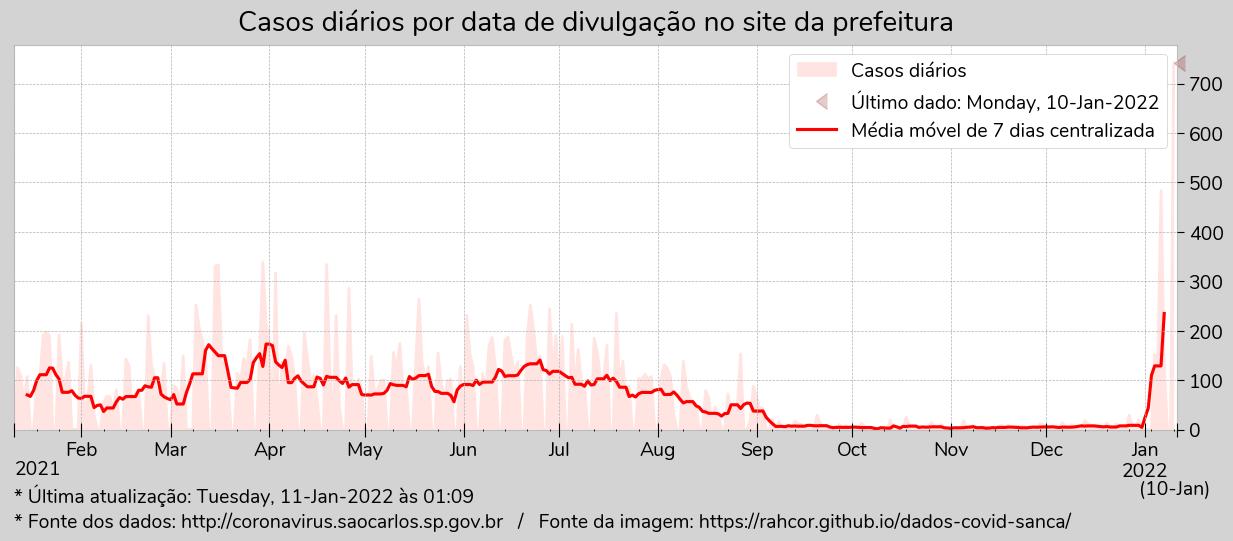 Casos diários por data de divulgação no site da prefeitura
Casos diários
Último dado: Monday, 10-Jan-2022
Média móvel de 7 dias centralizada
700
600
500
400
300
200
100
0
Feb Mar Apr May Jun Jul Aug Sep Oct Nov Dec Jan
2021 2022
(10-Jan)
* Última atualização: Tuesday, 11-Jan-2022 às 01:09
* Fonte dos dados: http://coronavirus.saocarlos.sp.gov.br / Fonte da imagem: https://rahcor.github.io/dados-covid-sanca/